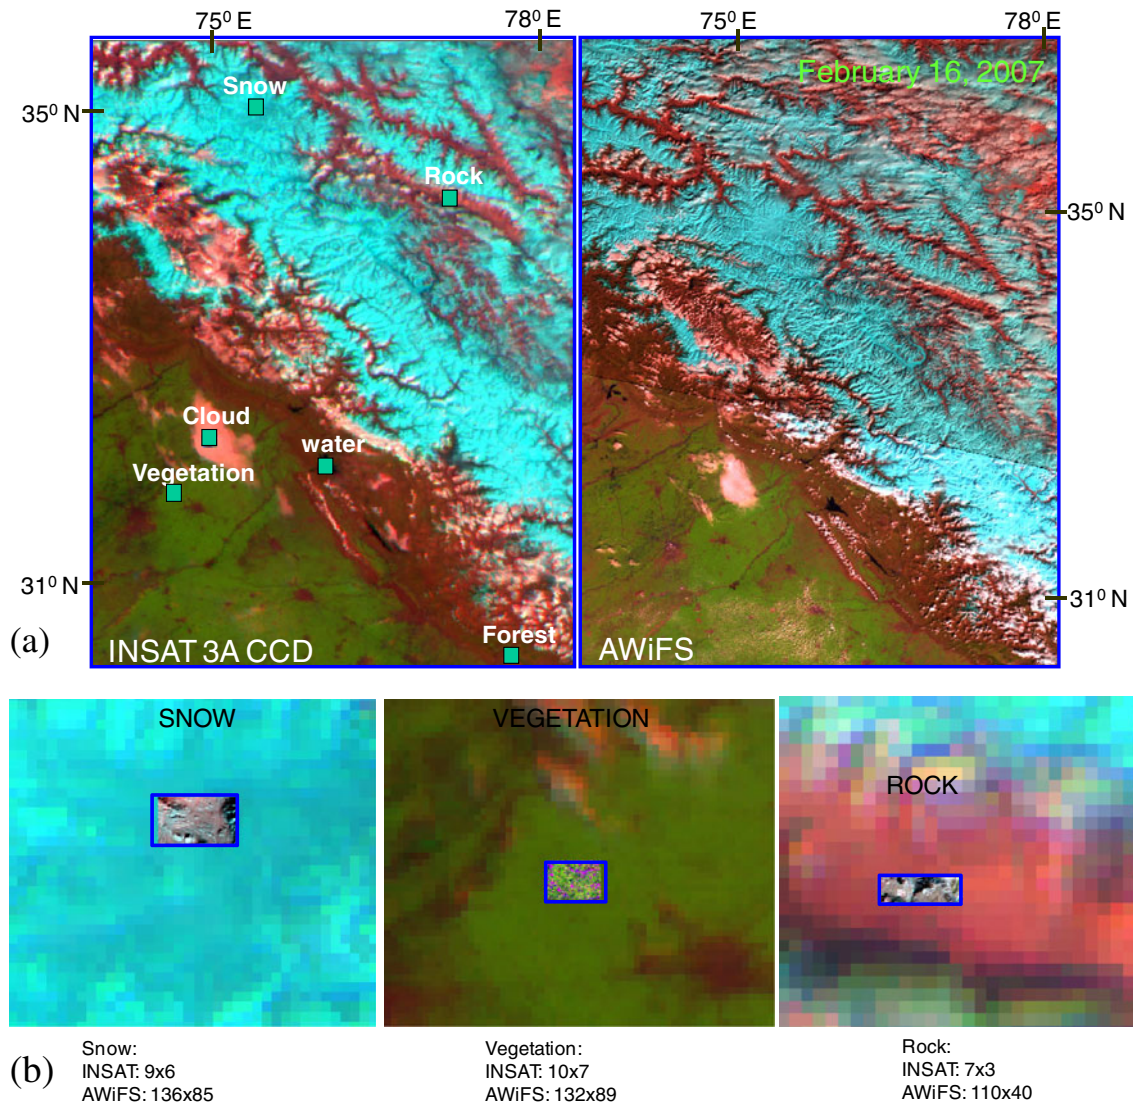 75⁰ E
78⁰ E
75⁰ E
78⁰ E
February 16, 2007
Snow
35⁰ N
Rock
35⁰ N
Cloud
water
Vegetation
31⁰ N
31⁰ N
Forest
(a)
INSAT 3A CCD
AWiFS
SNOW
VEGETATION
ROCK
(b)
Snow:
INSAT: 9x6
AWiFS: 136x85
Vegetation:
INSAT: 10x7
AWiFS: 132x89
Rock:
INSAT: 7x3
AWiFS: 110x40